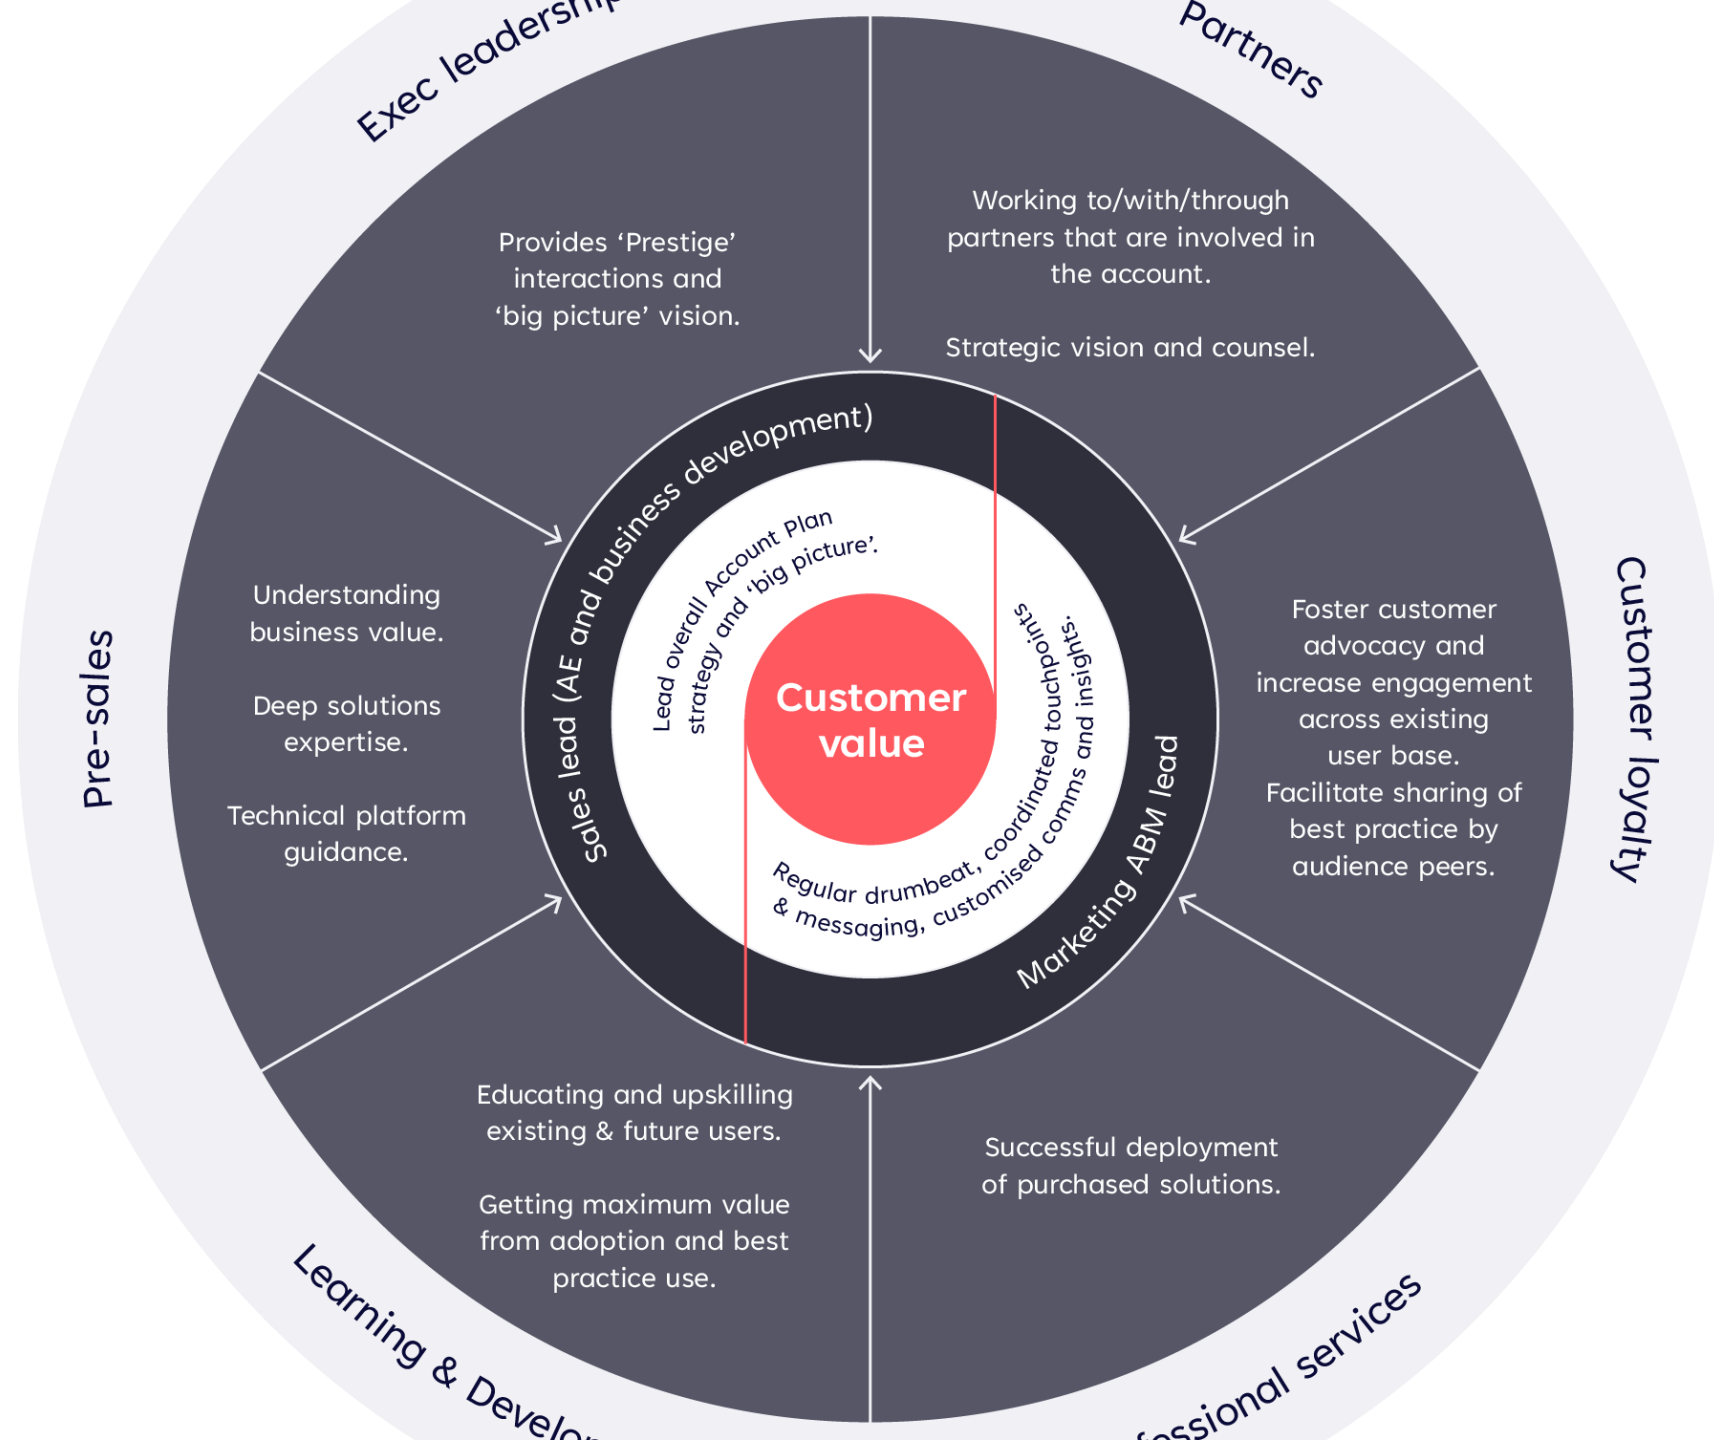 Exec leadership
Partners
Provides ‘Prestige’
interactions and
‘big picture’ vision.
Working to/with/through
partners that are involved in
the account.
Strategic vision and counsel.
Pre-sales
Understanding
business value.
Deep solutions
expertise.
Technical platform
guidance.
Sales lead (AE and business development)
Lead overall Account Plan
strategy and ‘big picture’.
Customer
value
Regular drumbeat, coordinated touchpoints
& messaging, customised comms and insights.
Marketing ABM lead
Foster customer
advocacy and
increase engagement
across existing
user base.
Facilitate sharing of
best practice by
audience peers.
Customer loyalty
Educating and upskilling
existing & future users.
Getting maximum value
from adoption and best
practice use.
Successful deployment
of purchased solutions.
Learning &
services